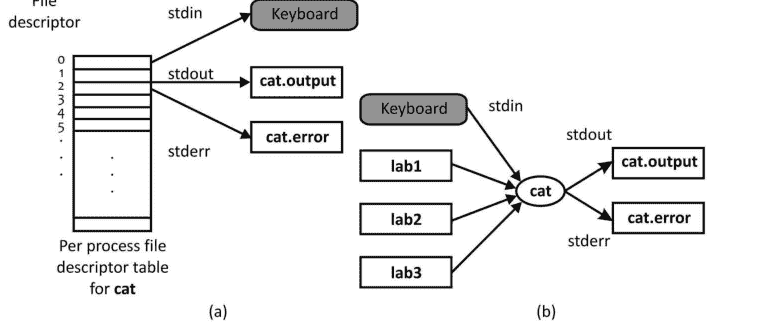 File
descriptor
stdin
Keyboard
0
1
2
3
4
5
stdout
cat.output
cat.error
stderr
Per process file
descriptor table
for cat
(a)
Keyboard
stdin
lab1
lab2
lab3
cat
stdout
cat.output
cat.error
stderr
(b)